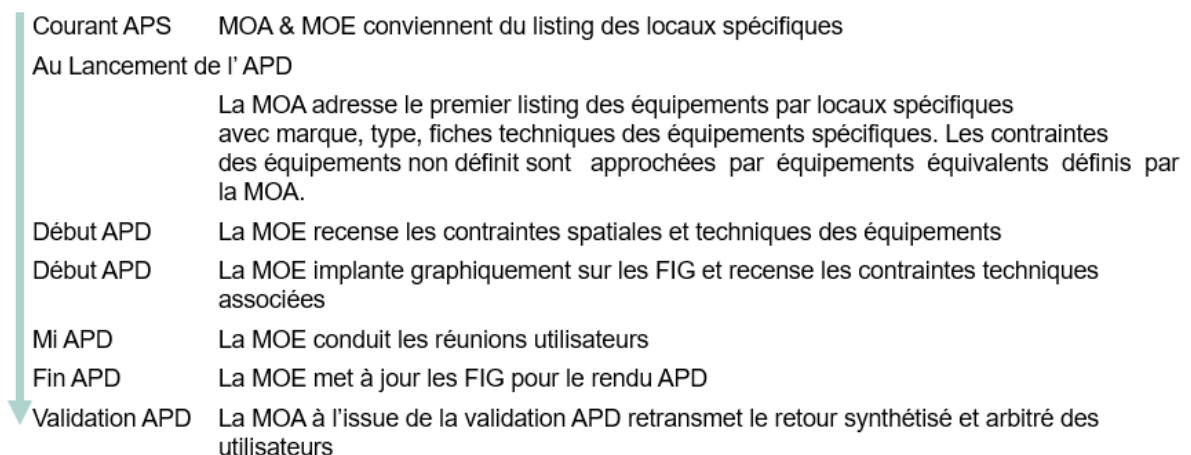 Courant APS MOA & MOE conviennent du listing des locaux spécifiques
Au Lancement de l' APD
La MOA adresse le premier listing des équipements par locaux spécifiques
avec marque, type, fiches techniques des équipements spécifiques. Les contraintes
des équipements non définit sont approchées par équipements équivalents définis par
la MOA.
Début APD La MOE recense les contraintes spatiales et techniques des équipements
Début APD La MOE implante graphiquement sur les FIG et recense les contraintes techniques
associées
Mi APD La MOE conduit les réunions utilisateurs
Fin APD La MOE met à jour les FIG pour le rendu APD
Validation APD La MOA à l'issue de la validation APD retransmet le retour synthétisé et arbitré des
utilisateurs